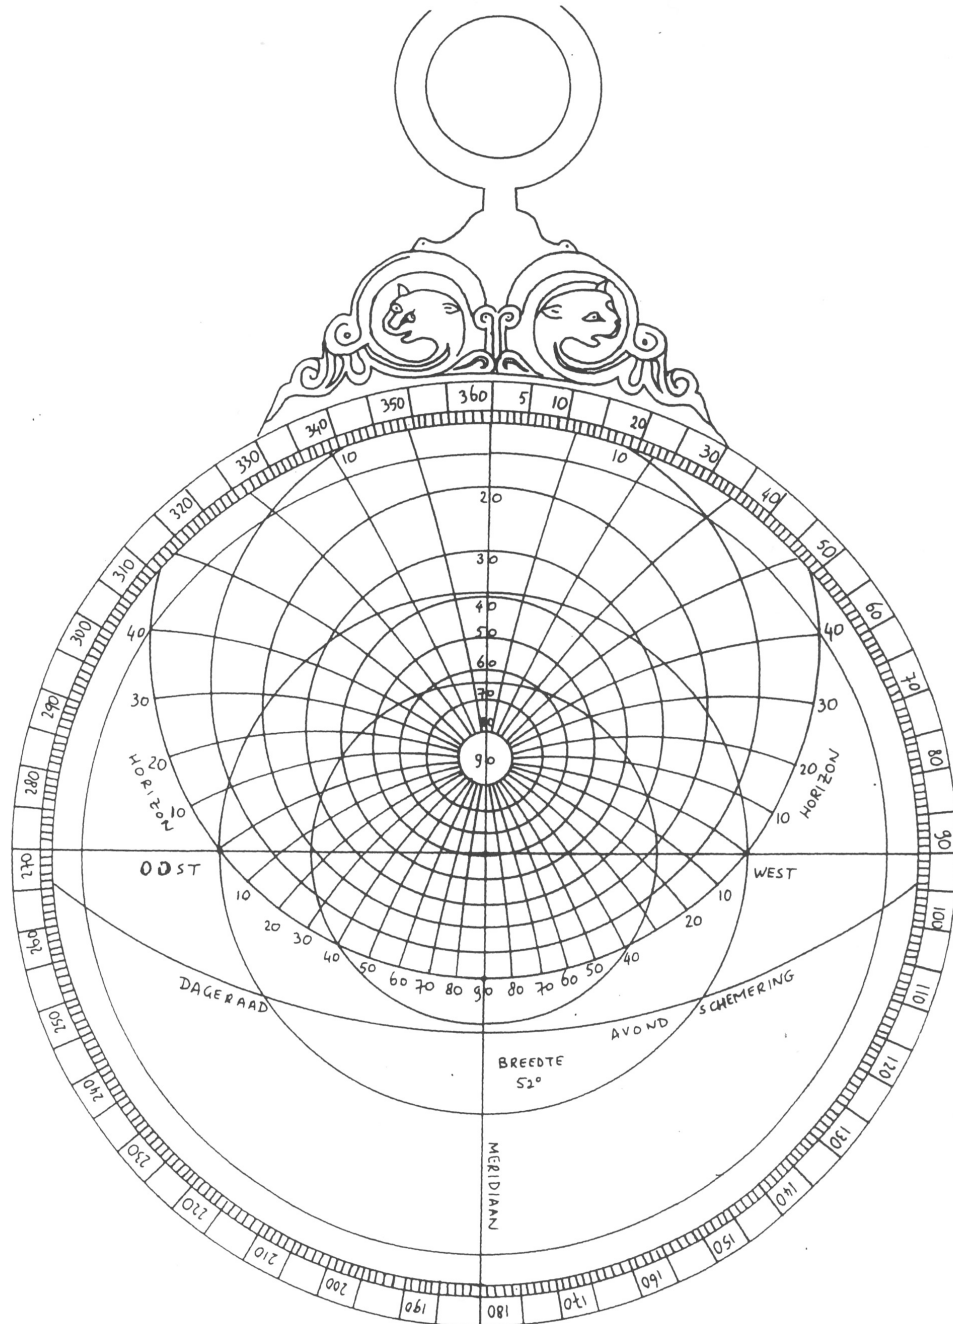 360 5 10 20 30 40 50 60 70 80 90 100 110 120 130 140 150 160 170 180 190 200 210 220 230 240 250 260 270 280 290 300 310 320 330 340 350
10 10
20
30
40
50
60
70
80
90
40 40
30 30
20 20
10 10
HORIZON HORIZON
OOST WEST
10 20 30 40 50 60 70 80 90 80 70 60 50 40 20 10
DAGERAAD
AVOND SCHEMERING
BREEDTE
52°
MERIDIAAN